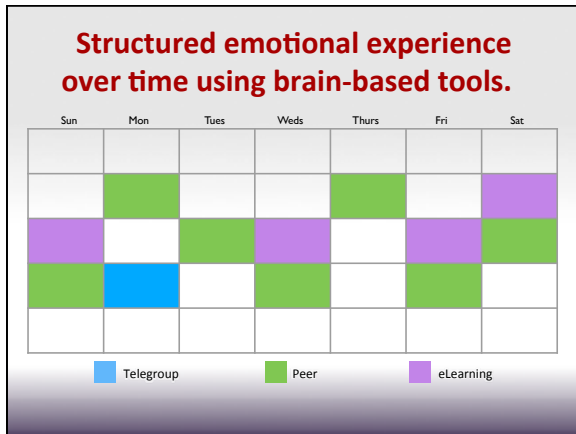 Structured emotional experience
over time using brain-based tools.
Sun Mon Tues Weds Thurs Fri Sat
Telegroup Peer eLearning